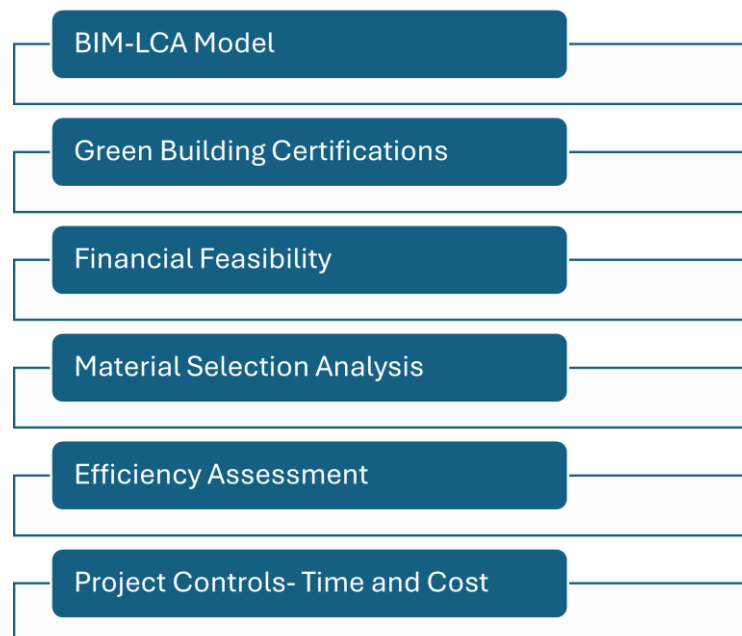 BIM-LCA Model
Green Building Certifications
Financial Feasibility
Material Selection Analysis
Efficiency Assessment
Project Controls- Time and Cost